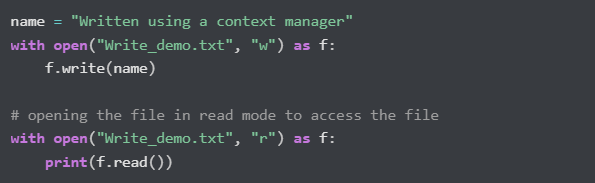 name = "Written using a context manager"
with open("Write_demo.txt", "w") as f:
    f.write(name)

# opening the file in read mode to access the file
with open("Write_demo.txt", "r") as f:
    print(f.read())